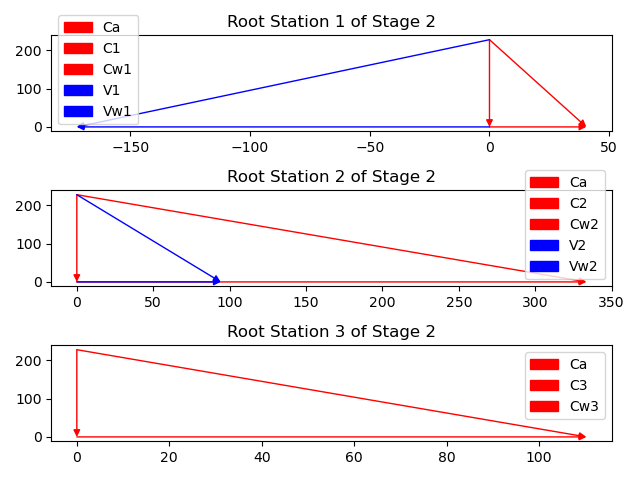 Root Station 1 of Stage 2
Ca
C1
Cw1
V1
Vw1
200
100
0
−150
−100
−50
0
50
Root Station 2 of Stage 2
Ca
C2
Cw2
V2
Vw2
200
100
0
0
50
100
150
200
250
300
350
Root Station 3 of Stage 2
Ca
C3
Cw3
200
100
0
0
20
40
60
80
100